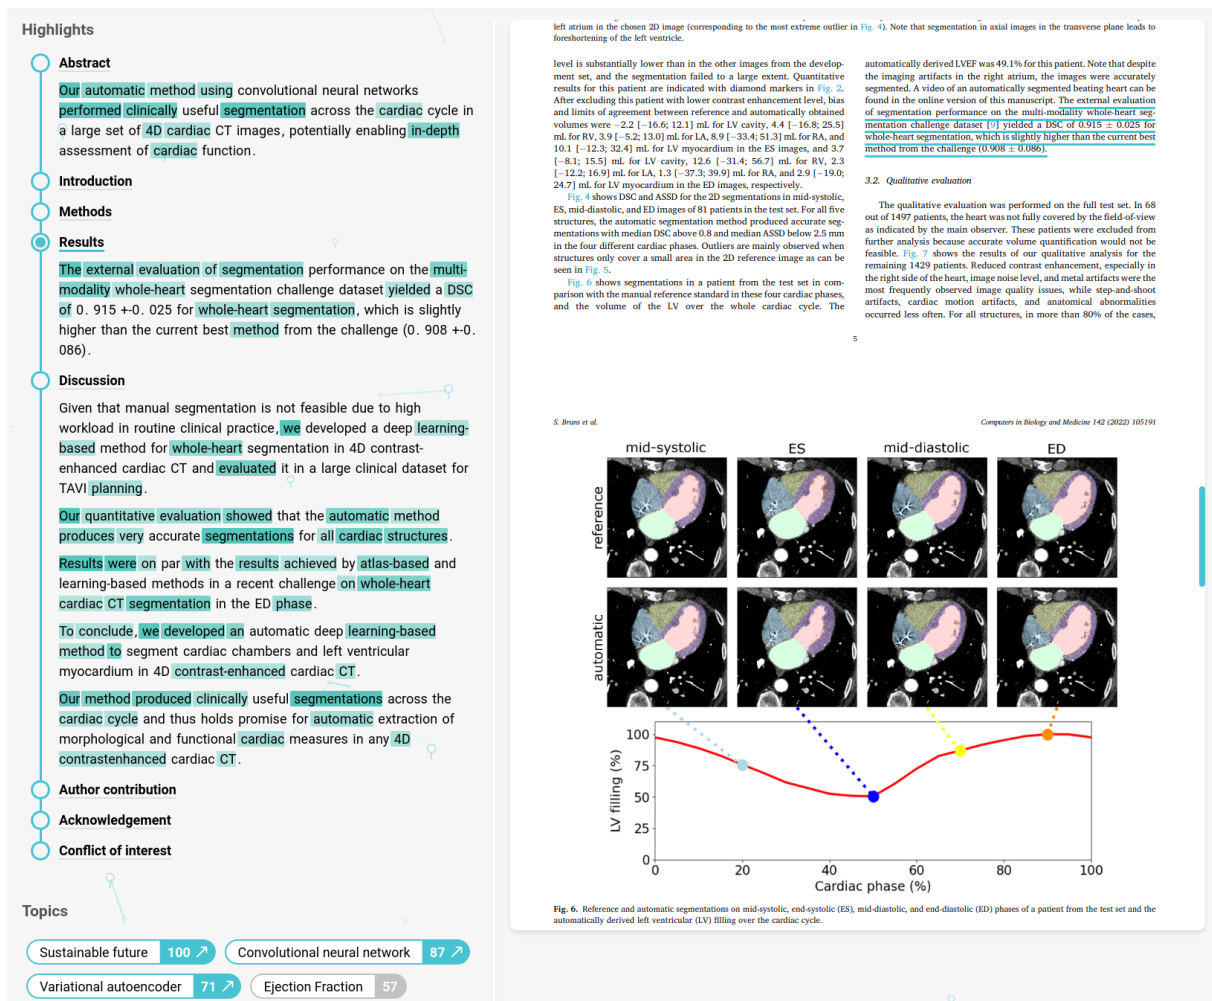 Highlights
Abstract
Our automatic method using convolutional neural networks
performed clinically useful segmentation across the cardiac cycle in
a large set of 4D cardiac CT images, potentially enabling in-depth
assessment of cardiac function.
Introduction
Methods
Results
The external evaluation of segmentation performance on the multi-
modality whole-heart segmentation challenge dataset yielded a DSC
of 0. 915 +-0. 025 for whole-heart segmentation, which is slightly
higher than the current best method from the challenge (0. 908 +-0.
086).
Discussion
Given that manual segmentation is not feasible due to high
workload in routine clinical practice, we developed a deep learning-
based method for whole-heart segmentation in 4D contrast-
enhanced cardiac CT and evaluated it in a large clinical dataset for
TAVI planning.
Our quantitative evaluation showed that the automatic method
produces very accurate segmentations for all cardiac structures.
Results were on par with the results achieved by atlas-based and
learning-based methods in a recent challenge on whole-heart
cardiac CT segmentation in the ED phase.
To conclude, we developed an automatic deep learning-based
method to segment cardiac chambers and left ventricular
myocardium in 4D contrast-enhanced cardiac CT.
Our method produced clinically useful segmentations across the
cardiac cycle and thus holds promise for automatic extraction of
morphological and functional cardiac measures in any 4D
contrastenhanced cardiac CT.
Author contribution
Acknowledgement
Conflict of interest
Topics
Sustainable future 100
Convolutional neural network 87
Variational autoencoder 71
Ejection Fraction 57
left atrium in the chosen 2D image (corresponding to the most extreme outlier in Fig. 4). Note that segmentation in axial images in the transverse plane leads to
foreshortening of the left ventricle.
level is substantially lower than in the other images from the develop-
ment set, and the segmentation failed to a large extent. Quantitative
results for this patient are indicated with diamond markers in Fig. 2.
After excluding this patient with lower contrast enhancement level, bias
and limits of agreement between reference and automatically obtained
volumes were −2.2 [−16.6; 12.1] mL for LV cavity, 4.4 [−16.8; 25.5]
mL for RV, 3.9 [−5.2; 13.0] mL for LA, 8.9 [−33.4; 51.3] mL for RA, and
10.1 [−12.3; 32.4] mL for LV myocardium in the ES images, and 3.7
[−8.1; 15.5] mL for LV cavity, 12.6 [−31.4; 56.7] mL for RV, 2.3
[−12.2; 16.9] mL for LA, 1.3 [−37.3; 39.9] mL for RA, and 2.9 [−19.0;
24.7] mL for LV myocardium in the ED images, respectively.
Fig. 4 shows DSC and ASSD for the 2D segmentations in mid-systolic,
ES, mid-diastolic, and ED images of 81 patients in the test set. For all five
structures, the automatic segmentation method produced accurate seg-
mentations with median DSC above 0.8 and median ASSD below 2.5 mm
in the four different cardiac phases. Outliers are mainly observed when
structures only cover a small area in the 2D reference image as can be
seen in Fig. 5.
Fig. 6 shows segmentations in a patient from the test set in com-
parison with the manual reference standard in these four cardiac phases,
and the volume of the LV over the whole cardiac cycle. The
automatically derived LVEF was 49.1% for this patient. Note that despite
the imaging artifacts in the right atrium, the images were accurately
segmented. A video of an automatically segmented beating heart can be
found in the online version of this manuscript. The external evaluation
of segmentation performance on the multi-modality whole-heart seg-
mentation challenge dataset [9] yielded a DSC of 0.915 ± 0.025 for
whole-heart segmentation, which is slightly higher than the current best
method from the challenge (0.908 ± 0.086).
3.2. Qualitative evaluation
The qualitative evaluation was performed on the full test set. In 68
out of 1497 patients, the heart was not fully covered by the field-of-view
as indicated by the main observer. These patients were excluded from
further analysis because accurate volume quantification would not be
feasible. Fig. 7 shows the results of our qualitative analysis for the
remaining 1429 patients. Reduced contrast enhancement, especially in
the right side of the heart, image noise level, and metal artifacts were the
most frequently observed image quality issues, while step-and-shoot
artifacts, cardiac motion artifacts, and anatomical abnormalities
occurred less often. For all structures, in more than 80% of the cases,
5
S. Bruns et al.
Computers in Biology and Medicine 142 (2022) 105191
mid-systolic ES mid-diastolic ED
reference
automatic
LV filling (%)
100
75
50
25
0
0 20 40 60 80 100
Cardiac phase (%)
Fig. 6. Reference and automatic segmentations on mid-systolic, end-systolic (ES), mid-diastolic, and end-diastolic (ED) phases of a patient from the test set and the
automatically derived left ventricular (LV) filling over the cardiac cycle.